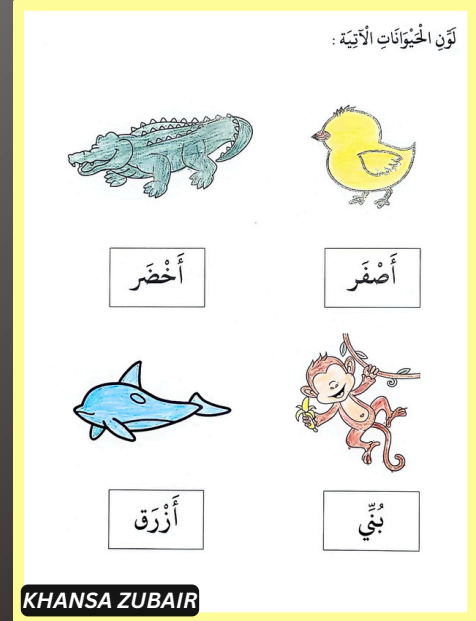 لَوِّنِ الْحَيْوَانَاتِ الْآتِيَة :
أَصْفَر
أَخْضَر
بُنِّي
أَزْرَق
KHANSA ZUBAIR